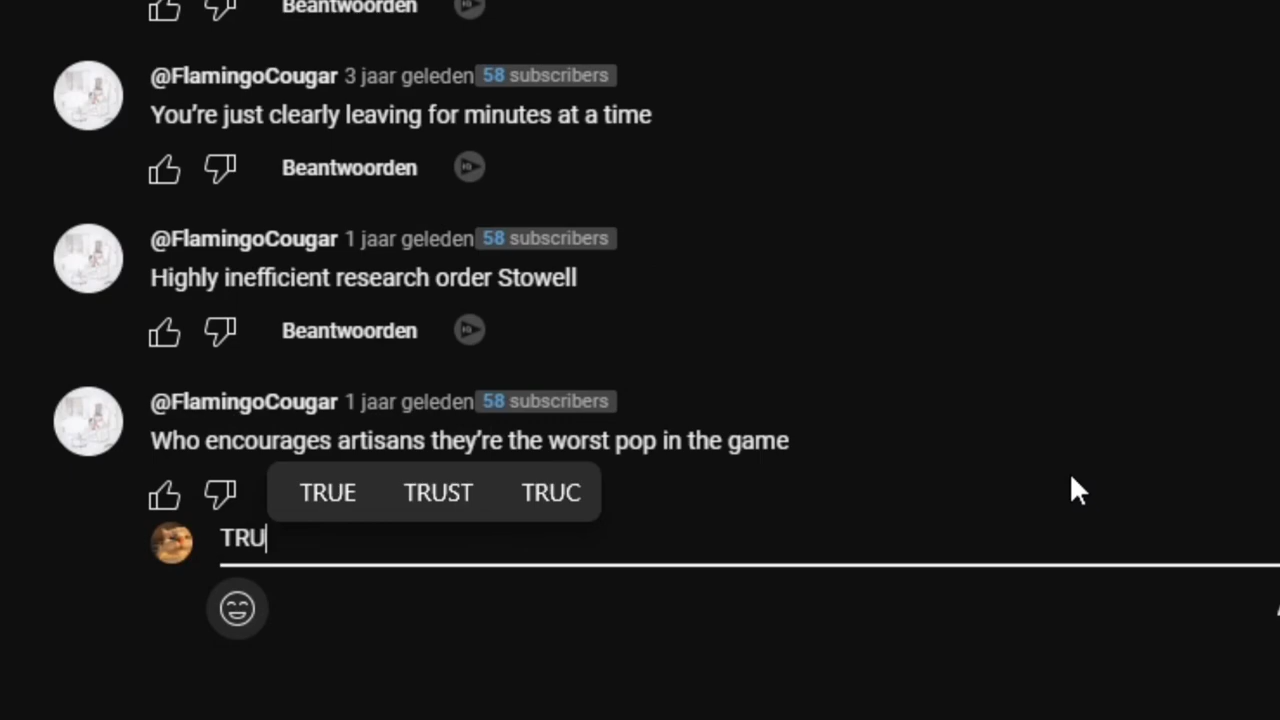 Beantwoorden
@FlamingoCougar 3 jaar geleden 58 subscribers
You're just clearly leaving for minutes at a time
Beantwoorden
@FlamingoCougar 1 jaar geleden 58 subscribers
Highly inefficient research order Stowell
Beantwoorden
@FlamingoCougar 1 jaar geleden 58 subscribers
Who encourages artisans they're the worst pop in the game
TRUE TRUST TRUC
TRU